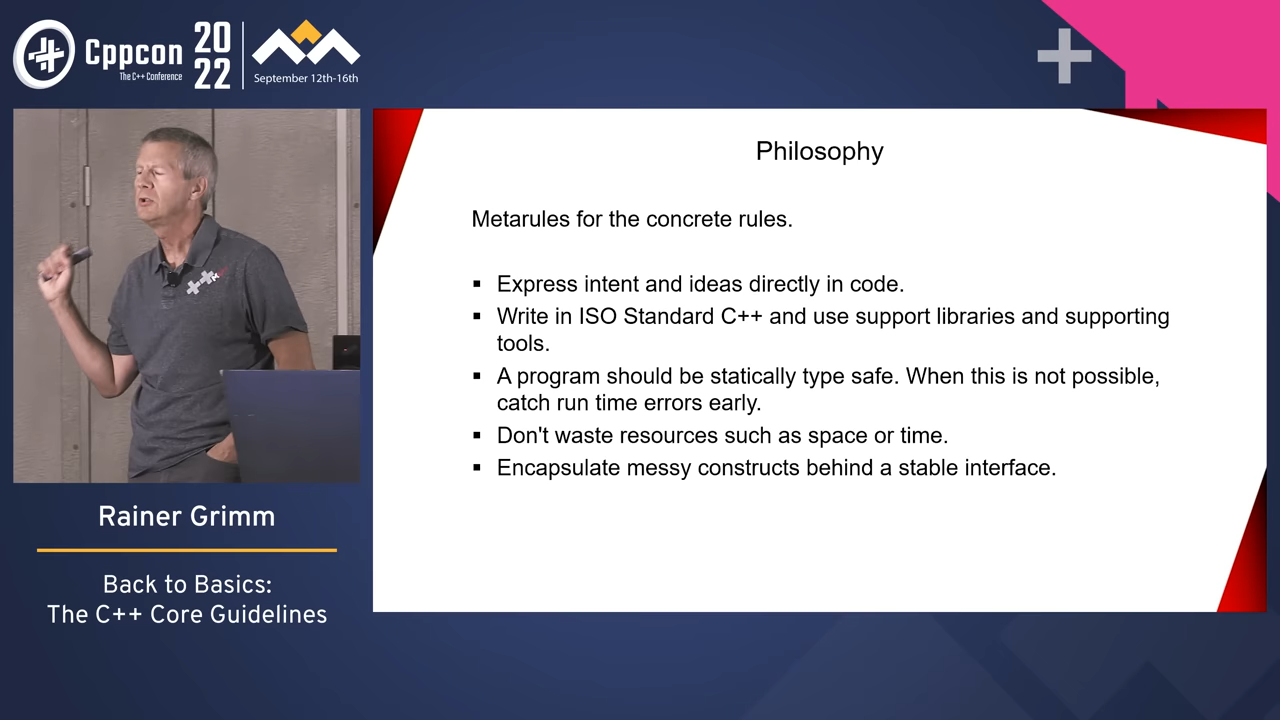 Cppcon
The C++ Conference
20
22
September 12th-16th
Philosophy
Metarules for the concrete rules.
▪ Express intent and ideas directly in code.
▪ Write in ISO Standard C++ and use support libraries and supporting
tools.
▪ A program should be statically type safe. When this is not possible,
catch run time errors early.
▪ Don't waste resources such as space or time.
▪ Encapsulate messy constructs behind a stable interface.
Rainer Grimm
Back to Basics:
The C++ Core Guidelines